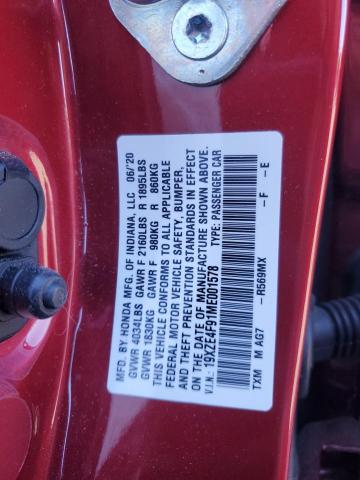 MFD. BY HONDA MFG. OF INDIANA, LLC 06/'20
GVWR 4034LBS GAWR F 2160LBS R 1895LBS
GVWR 1830KG GAWR F 980KG R 860KG
THIS VEHICLE CONFORMS TO ALL APPLICABLE
FEDERAL MOTOR VEHICLE SAFETY, BUMPER,
AND THEFT PREVENTION STANDARDS IN EFFECT
ON THE DATE OF MANUFACTURE SHOWN ABOVE.
V.I.N.: 19XZE4F91ME001578 TYPE: PASSENGER CAR
TXM M AG7 —R569MX —F —E